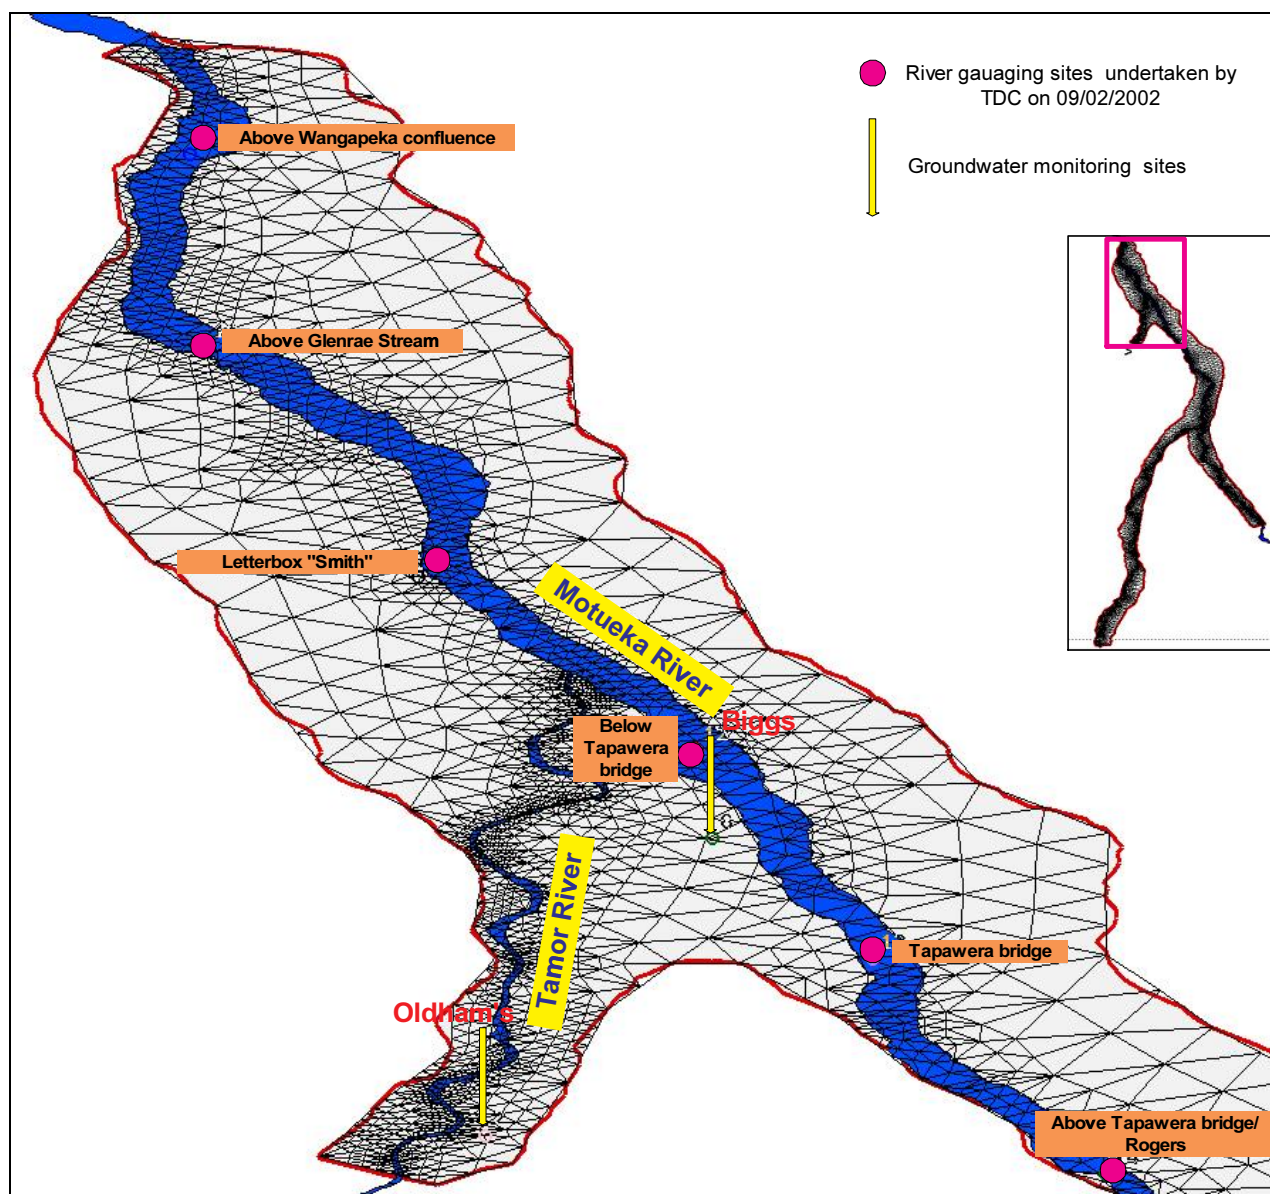 River gauaging sites undertaken by
TDC on 09/02/2002
Groundwater monitoring sites
Above Wangapeka confluence
Above Glenrae Stream
Letterbox "Smith"
Motueka River
Biggs
Below
Tapawera
bridge
Tamor River
Tapawera bridge
Oldham's
Above Tapawera bridge/
Rogers